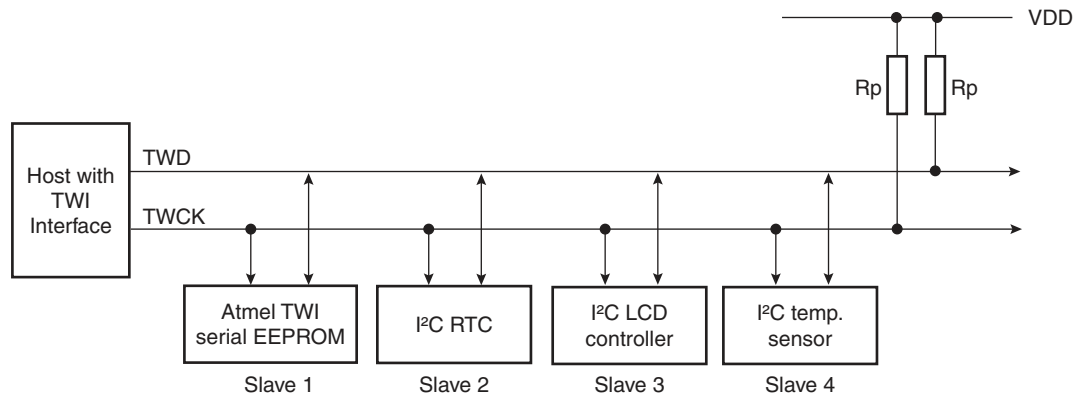 VDD
Rp
Rp
Host with
TWI
Interface
TWD
TWCK
Atmel TWI
serial EEPROM
I²C RTC
I²C LCD
controller
I²C temp.
sensor
Slave 1
Slave 2
Slave 3
Slave 4